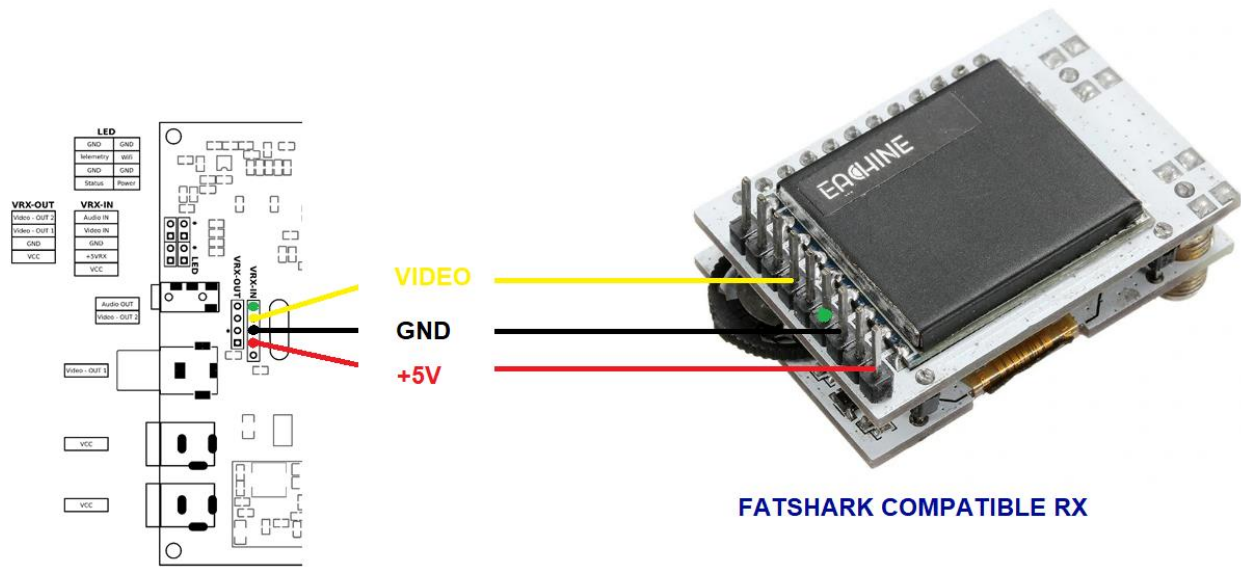 LED
GND GND
Telemetry Wifi
GND GND
Status Power
VRX-OUT VRX-IN
Video - OUT 2 Audio IN
Video - OUT 1 Video IN
GND GND
VCC +5VRX
VCC
LED
VRX-OUT VRX-IN
Audio OUT
Video - OUT 2
Video - OUT 1
VCC
VCC
VIDEO
GND
+5V
EACHINE
FATSHARK COMPATIBLE RX